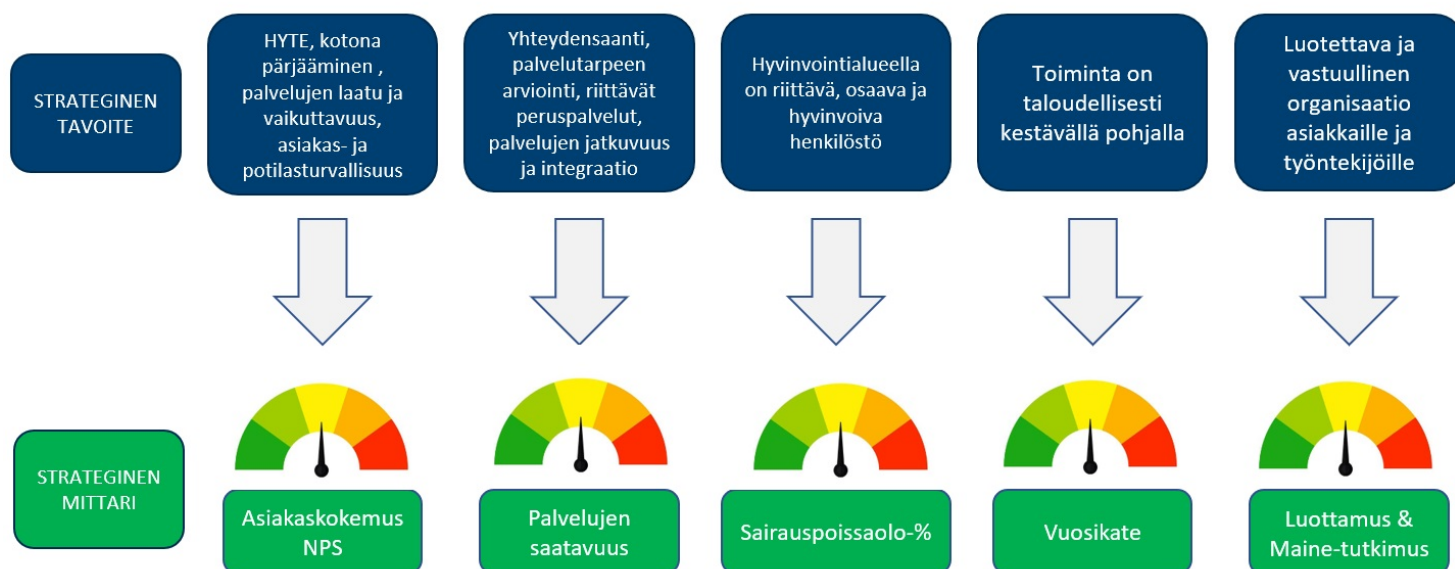 STRATEGINEN
TAVOITE
HYTE, kotona
pärjääminen ,
palvelujen laatu ja
vaikuttavuus,
asiakas- ja
potilasturvallisuus
Yhteydensaanti,
palvelutarpeen
arviointi, riittävät
peruspalvelut,
palvelujen jatkuvuus
ja integraatio
Hyvinvointialueella
on riittävä, osaava ja
hyvinvoiva
henkilöstö
Toiminta on
taloudellisesti
kestävällä pohjalla
Luotettava ja
vastuullinen
organisaatio
asiakkaille ja
työntekijöille
STRATEGINEN
MITTARI
Asiakaskokemus
NPS
Palvelujen
saatavuus
Sairauspoissaolo-%
Vuosikate
Luottamus &
Maine-tutkimus